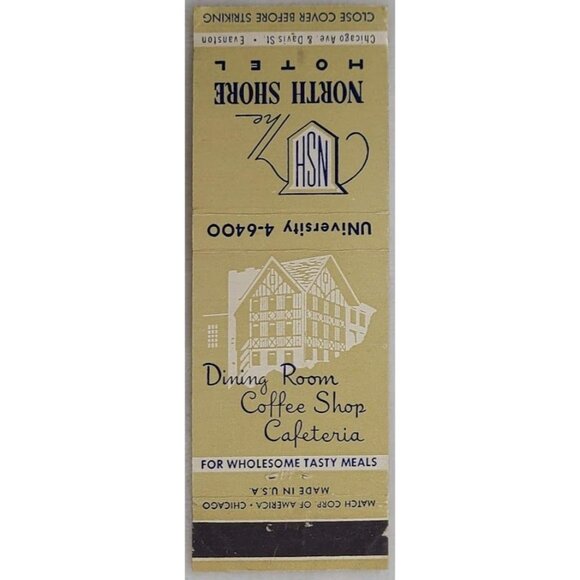 CLOSE COVER BEFORE STRIKING
Chicago Ave. & Davis St. • Evanston
The
NORTH SHORE
HOTEL
NSH
UNiversity 4-6400
Dining Room
Coffee Shop
Cafeteria
FOR WHOLESOME TASTY MEALS
MATCH CORP. OF AMERICA • CHICAGO
MADE IN U.S.A.